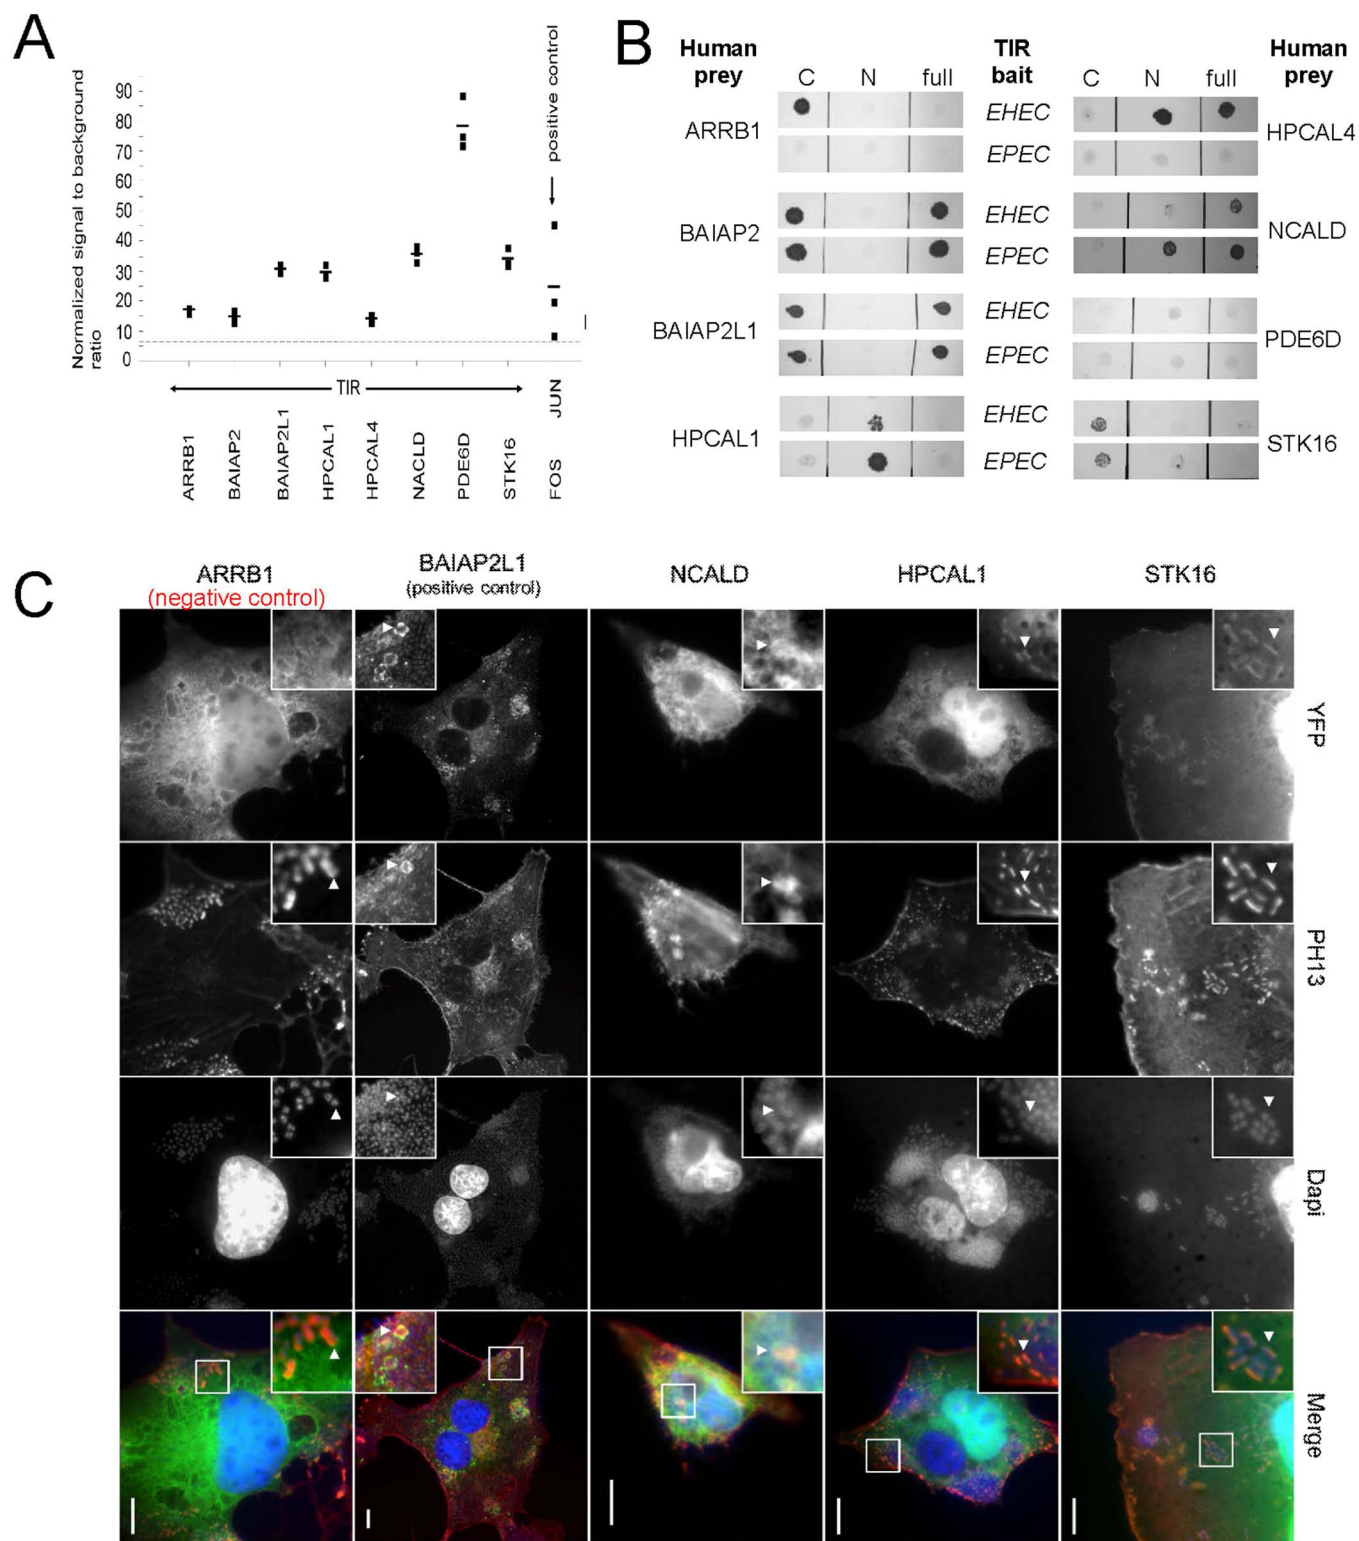 A
Normalized signal to background
ratio
90
80
70
60
50
40
30
20
10
0
positive control
TIR
ARRB1
BAIAP2
BAIAP2L1
HPCAL1
HPCAL4
NACLD
PDE6D
STK16
FOS
JUN
B
Human
prey
C N full
TIR
bait
C N full
Human
prey
ARRB1
EHEC
EPEC
HPCAL4
BAIAP2
EHEC
EPEC
NCALD
BAIAP2L1
EHEC
EPEC
PDE6D
HPCAL1
EHEC
EPEC
STK16
C
ARRB1
(negative control)
BAIAP2L1
(positive control)
NCALD
HPCAL1
STK16
YFP
PH13
Dapi
Merge